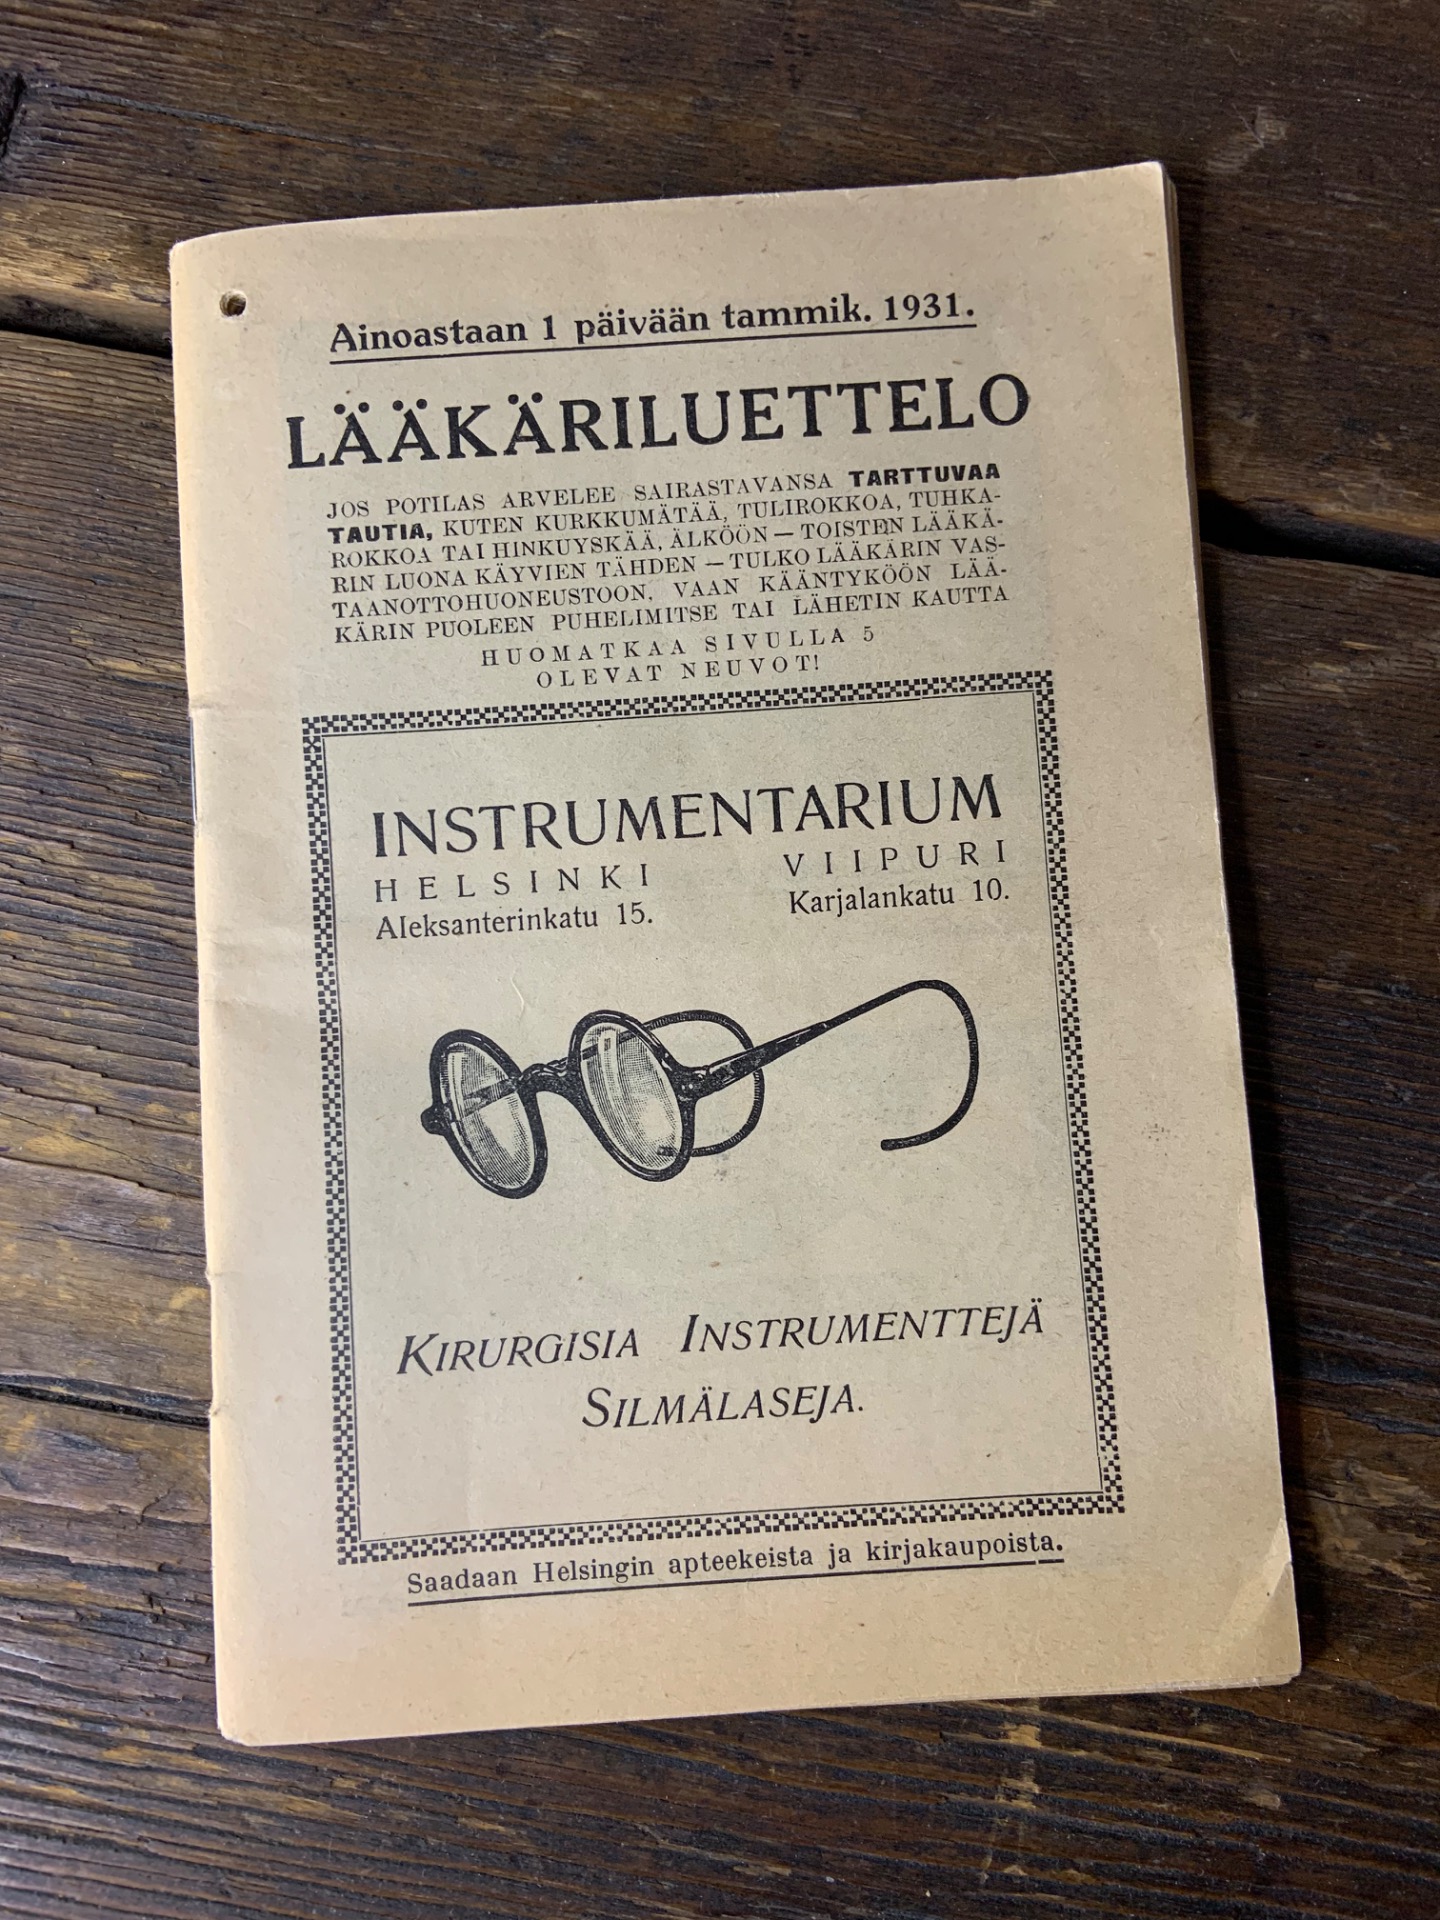 Ainoastaan 1 päivään tammik. 1931.
LÄÄKÄRILUETTELO
JOS POTILAS ARVELEE SAIRASTAVANSA TARTTUVAA
TAUTIA, KUTEN KURKKUMÄTÄÄ, TULIROKKOA, TUHKA-
ROKKOA TAI HINKUYSKÄÄ, ÄLKÖÖN — TOISTEN LÄÄKÄ-
RIN LUONA KÄYVIEN TÄHDEN — TULKO LÄÄKÄRIN VAS-
TAANOTTOHUONEUSTOON, VAAN KÄÄNTYKÖÖN LÄÄ-
KÄRIN PUOLEEN PUHELIMITSE TAI LÄHETIN KAUTTA
HUOMATKAA SIVULLA 5
OLEVAT NEUVOT!
INSTRUMENTARIUM
HELSINKI VIIPURI
Aleksanterinkatu 15. Karjalankatu 10.
KIRURGISIA INSTRUMENTTEJÄ
SILMÄLASEJA.
Saadaan Helsingin apteekeista ja kirjakaupoista.